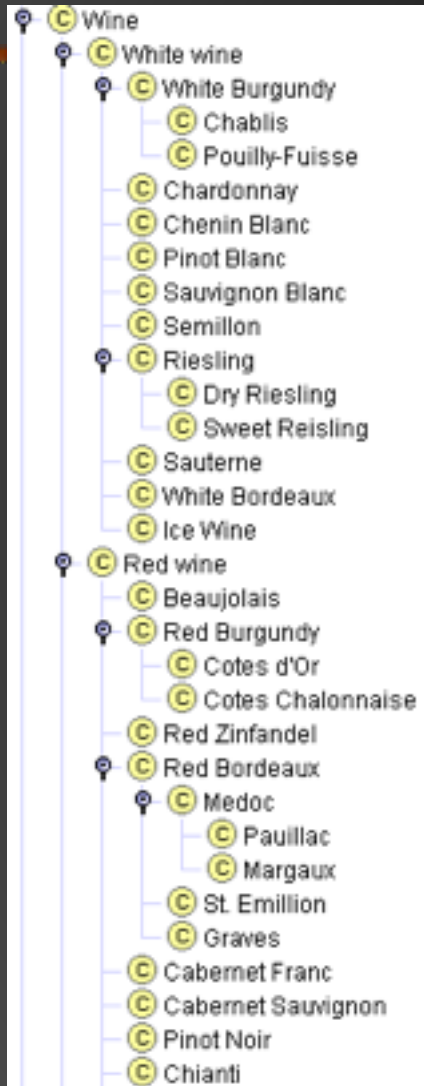 C Wine
C White wine
C White Burgundy
C Chablis
C Pouilly-Fuisse
C Chardonnay
C Chenin Blanc
C Pinot Blanc
C Sauvignon Blanc
C Semillon
C Riesling
C Dry Riesling
C Sweet Reisling
C Sauterne
C White Bordeaux
C Ice Wine
C Red wine
C Beaujolais
C Red Burgundy
C Cotes d'Or
C Cotes Chalonnaise
C Red Zinfandel
C Red Bordeaux
C Medoc
C Pauillac
C Margaux
C St. Emillion
C Graves
C Cabernet Franc
C Cabernet Sauvignon
C Pinot Noir
C Chianti